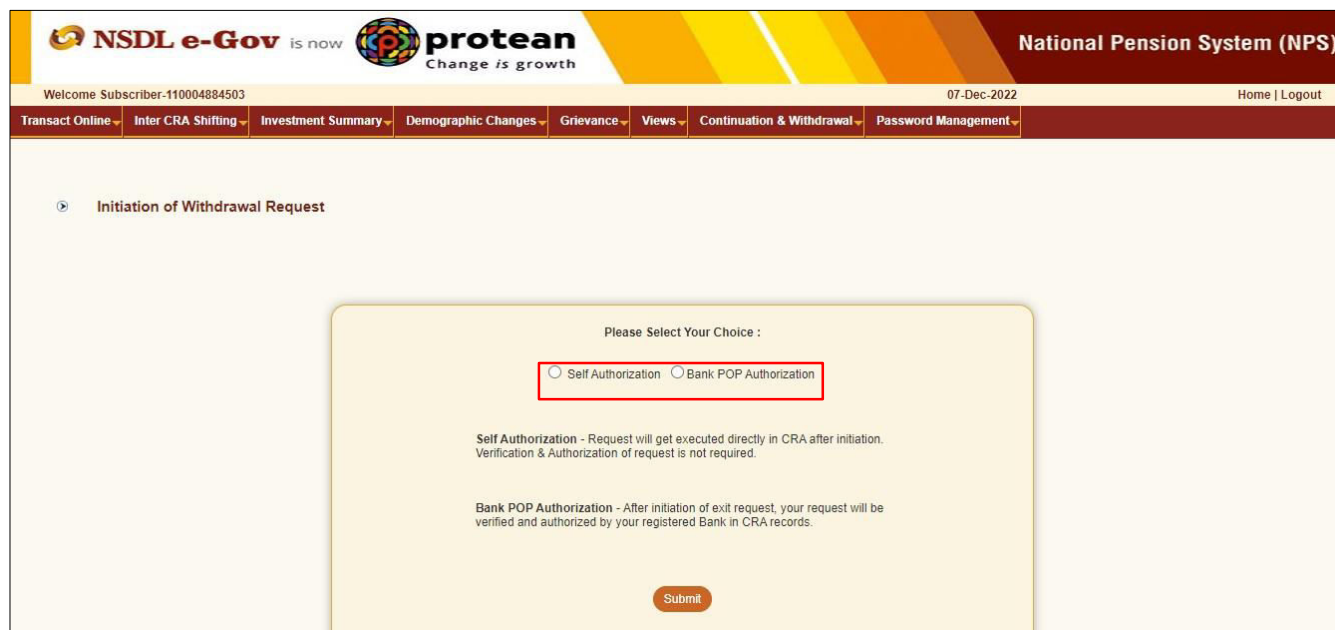 NSDL e-Gov is now protean
Change is growth
National Pension System (NPS)
Welcome Subscriber-110004884503 07-Dec-2022 Home | Logout
Transact Online Inter CRA Shifting Investment Summary Demographic Changes Grievance Views Continuation & Withdrawal Password Management
Initiation of Withdrawal Request
Please Select Your Choice :
Self Authorization Bank POP Authorization
Self Authorization - Request will get executed directly in CRA after initiation.
Verification & Authorization of request is not required.
Bank POP Authorization - After initiation of exit request, your request will be
verified and authorized by your registered Bank in CRA records.
Submit